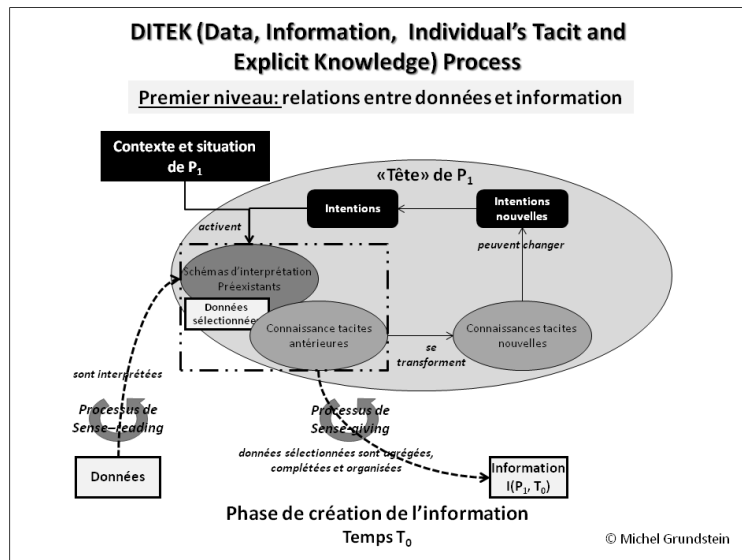 DITEK (Data, Information, Individual's Tacit and
Explicit Knowledge) Process
Premier niveau: relations entre données et information
Contexte et situation
de P₁
«Tête» de P₁
Intentions
Intentions
nouvelles
activent
peuvent changer
Schémas d'interprétation
Préexistants
Données
sélectionnées
Connaissance tacites
antérieures
se
transforment
Connaissances tacites
nouvelles
sont interprétées
Processus de
Sense–reading
Processus de
Sense-giving
données sélectionnées sont agrégées,
complétées et organisées
Données
Information
I(P₁, T₀)
Phase de création de l'information
Temps T₀
© Michel Grundstein